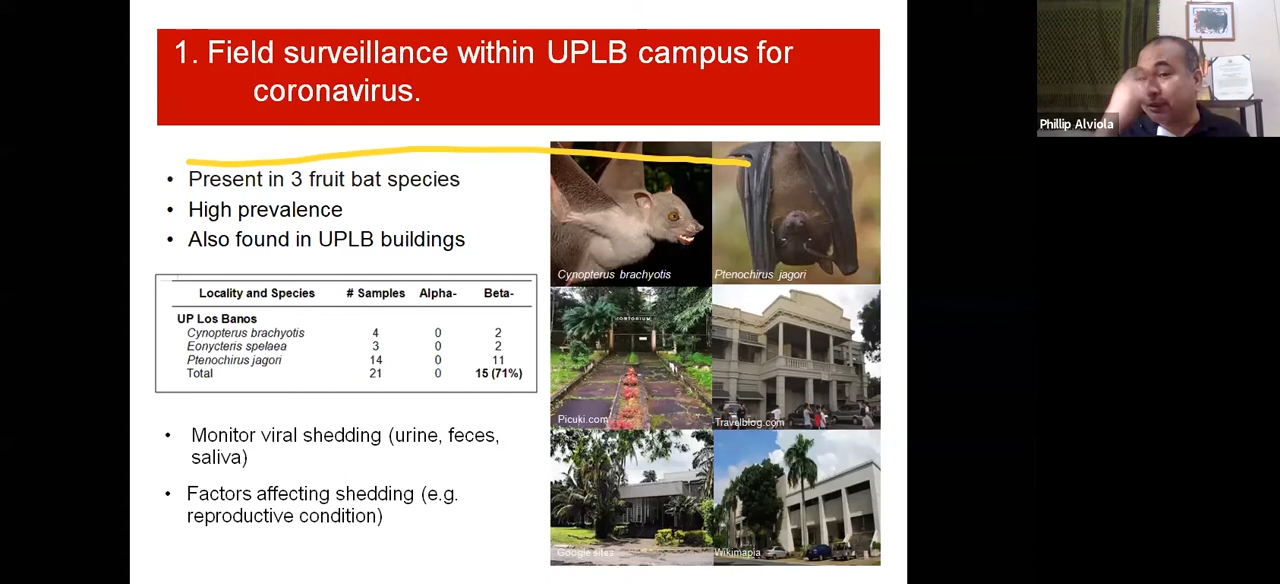 1. Field surveillance within UPLB campus for
coronavirus.
• Present in 3 fruit bat species
• High prevalence
• Also found in UPLB buildings
Locality and Species # Samples Alpha- Beta-
UP Los Banos
Cynopterus brachyotis 4 0 2
Eonycteris spelaea 3 0 2
Ptenochirus jagori 14 0 11
Total 21 0 15 (71%)
• Monitor viral shedding (urine, feces,
saliva)
• Factors affecting shedding (e.g.
reproductive condition)
Cynopterus brachyotis
Ptenochirus jagori
Picuki.com
Travelblog.com
Google sites
Wikimapia
Phillip Alviola